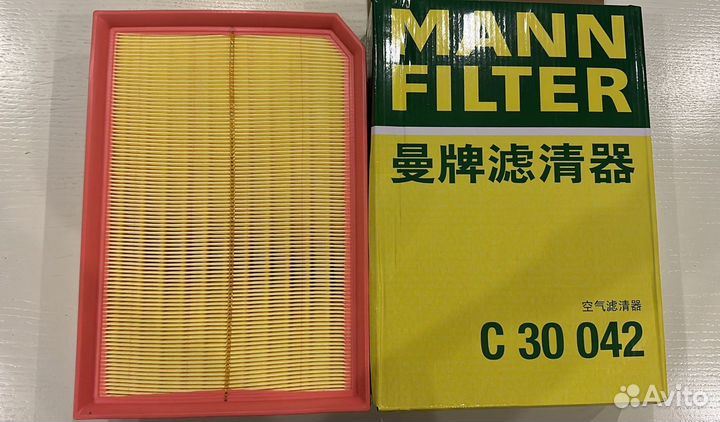 MANN
FILTER
曼牌滤清器
空气滤清器
C 30 042
Avito